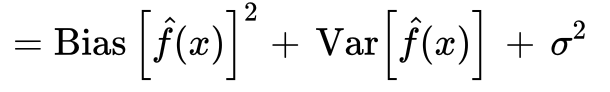 = Bias[f̂(x)]² + Var[f̂(x)] + σ²